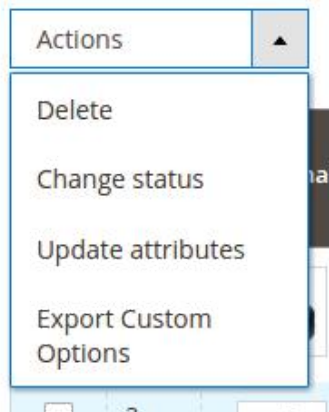 Actions
Delete
Change status
Update attributes
Export Custom
Options